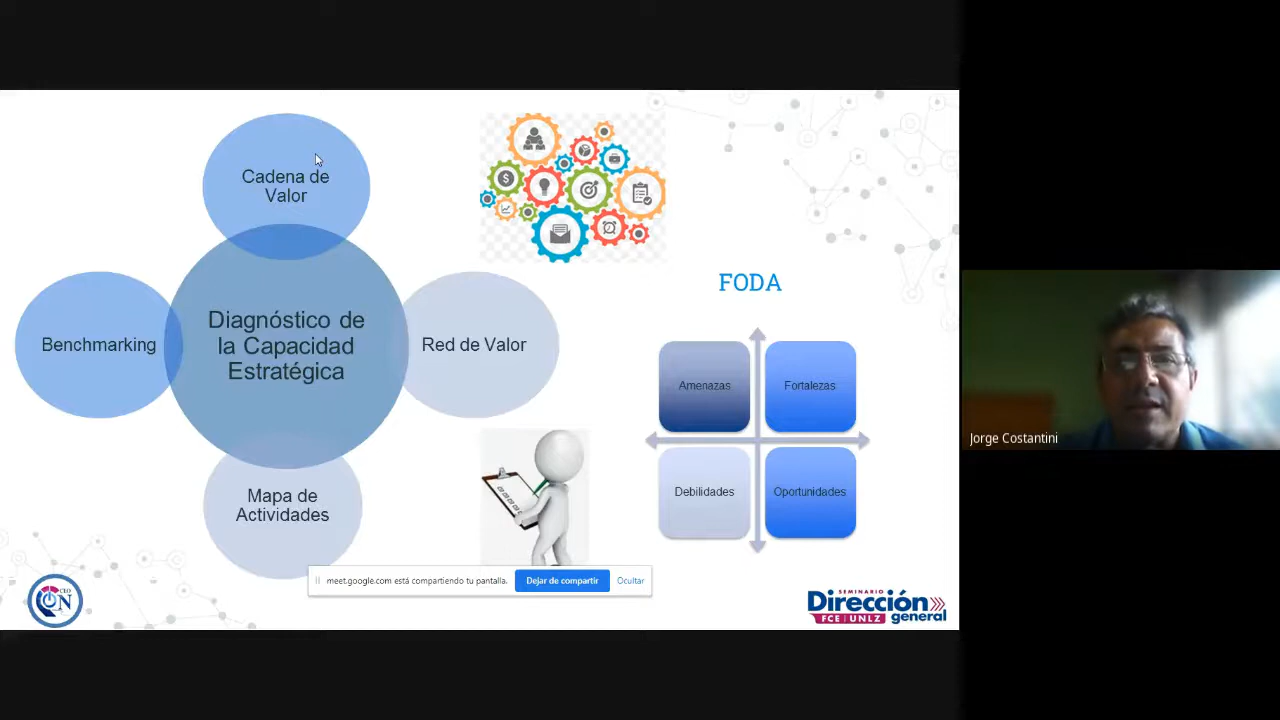 Cadena de
Valor
Diagnóstico de
la Capacidad
Estratégica
Benchmarking
Red de Valor
Mapa de
Actividades
FODA
Amenazas
Fortalezas
Debilidades
Oportunidades
meet.google.com está compartiendo tu pantalla.
Dejar de compartir
Ocultar
CEO
ON
SEMINARIO
Dirección
general
FCE | UNLZ
Jorge Costantini